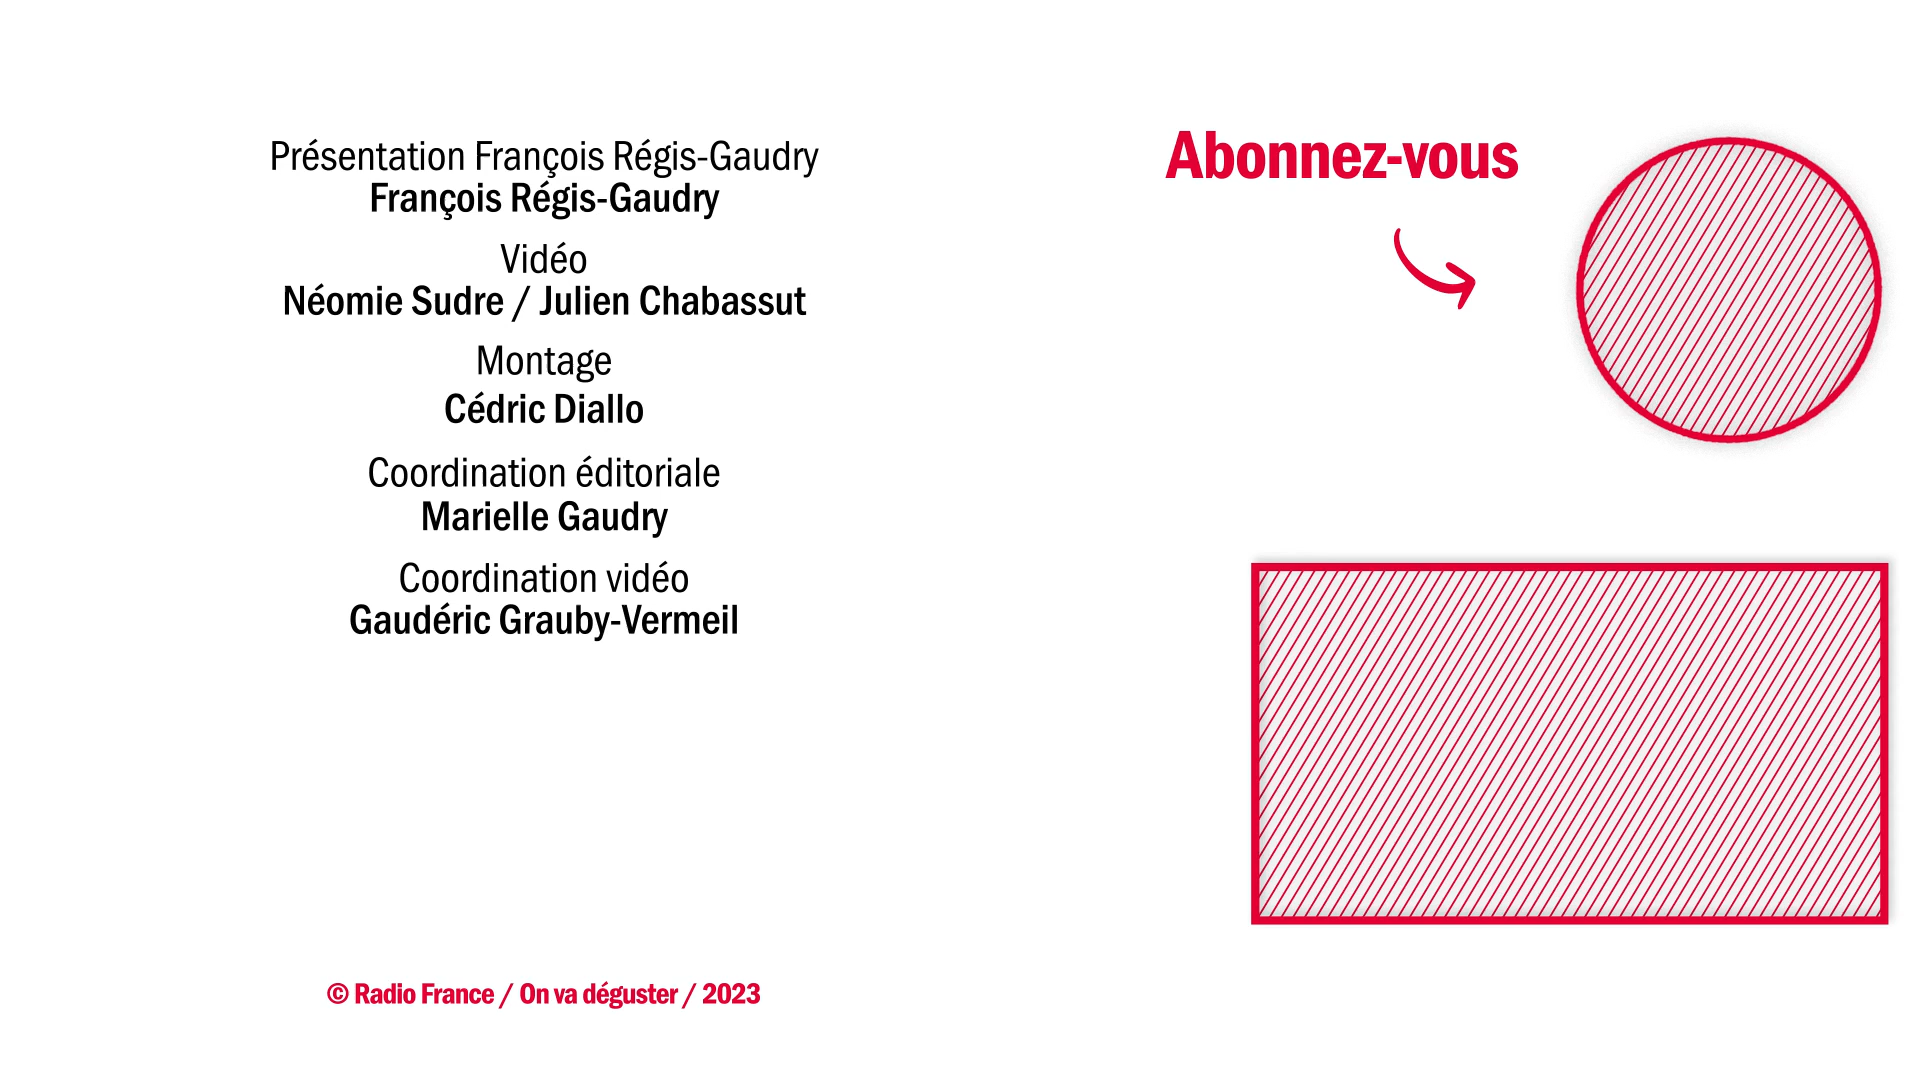 Présentation François Régis-Gaudry
François Régis-Gaudry
Vidéo
Néomie Sudre / Julien Chabassut
Montage
Cédric Diallo
Coordination éditoriale
Marielle Gaudry
Coordination vidéo
Gaudéric Grauby-Vermeil
© Radio France / On va déguster / 2023
Abonnez-vous